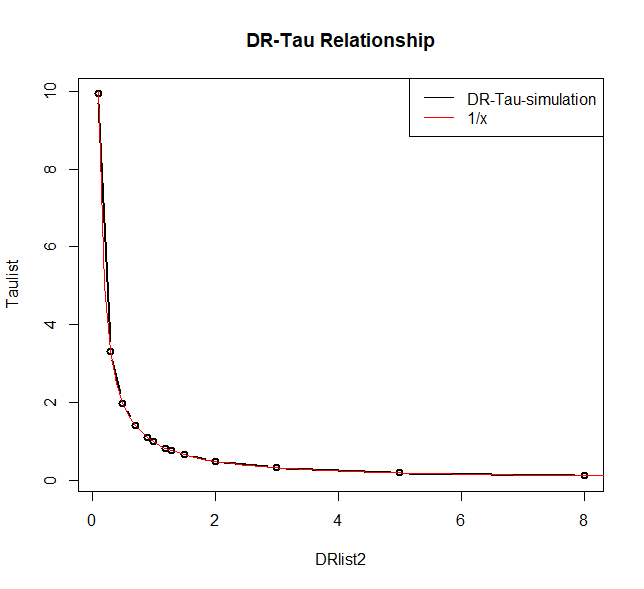 DR-Tau Relationship
DR-Tau-simulation
1/x
10
8
6
4
2
0
Taulist
0 2 4 6 8
DRlist2